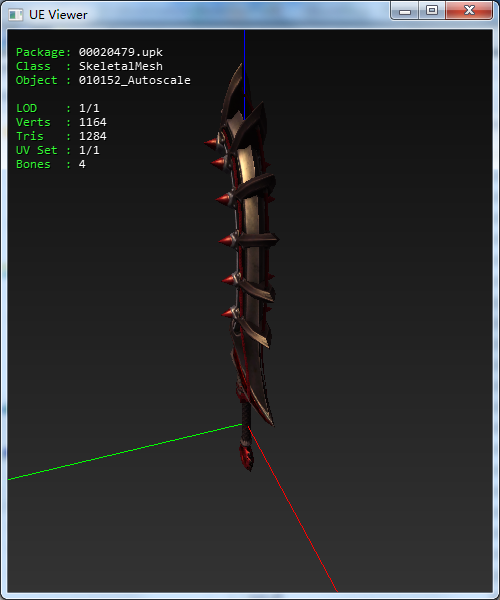 UE Viewer
Package: 00020479.upk
Class  : SkeletalMesh
Object : 010152_Autoscale
LOD    : 1/1
Verts  : 1164
Tris   : 1284
UV Set : 1/1
Bones  : 4